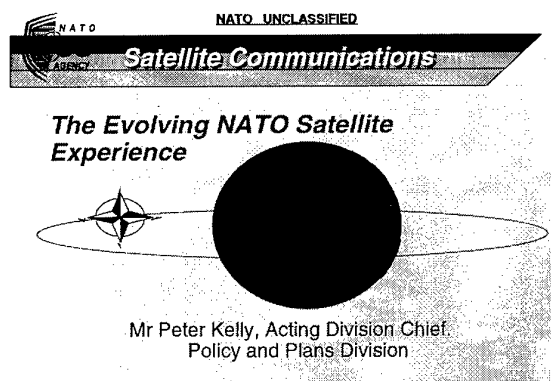 NATO UNCLASSIFIED
NATO
AGENCY
Satellite Communications
The Evolving NATO Satellite
Experience
Mr Peter Kelly, Acting Division Chief,
Policy and Plans Division